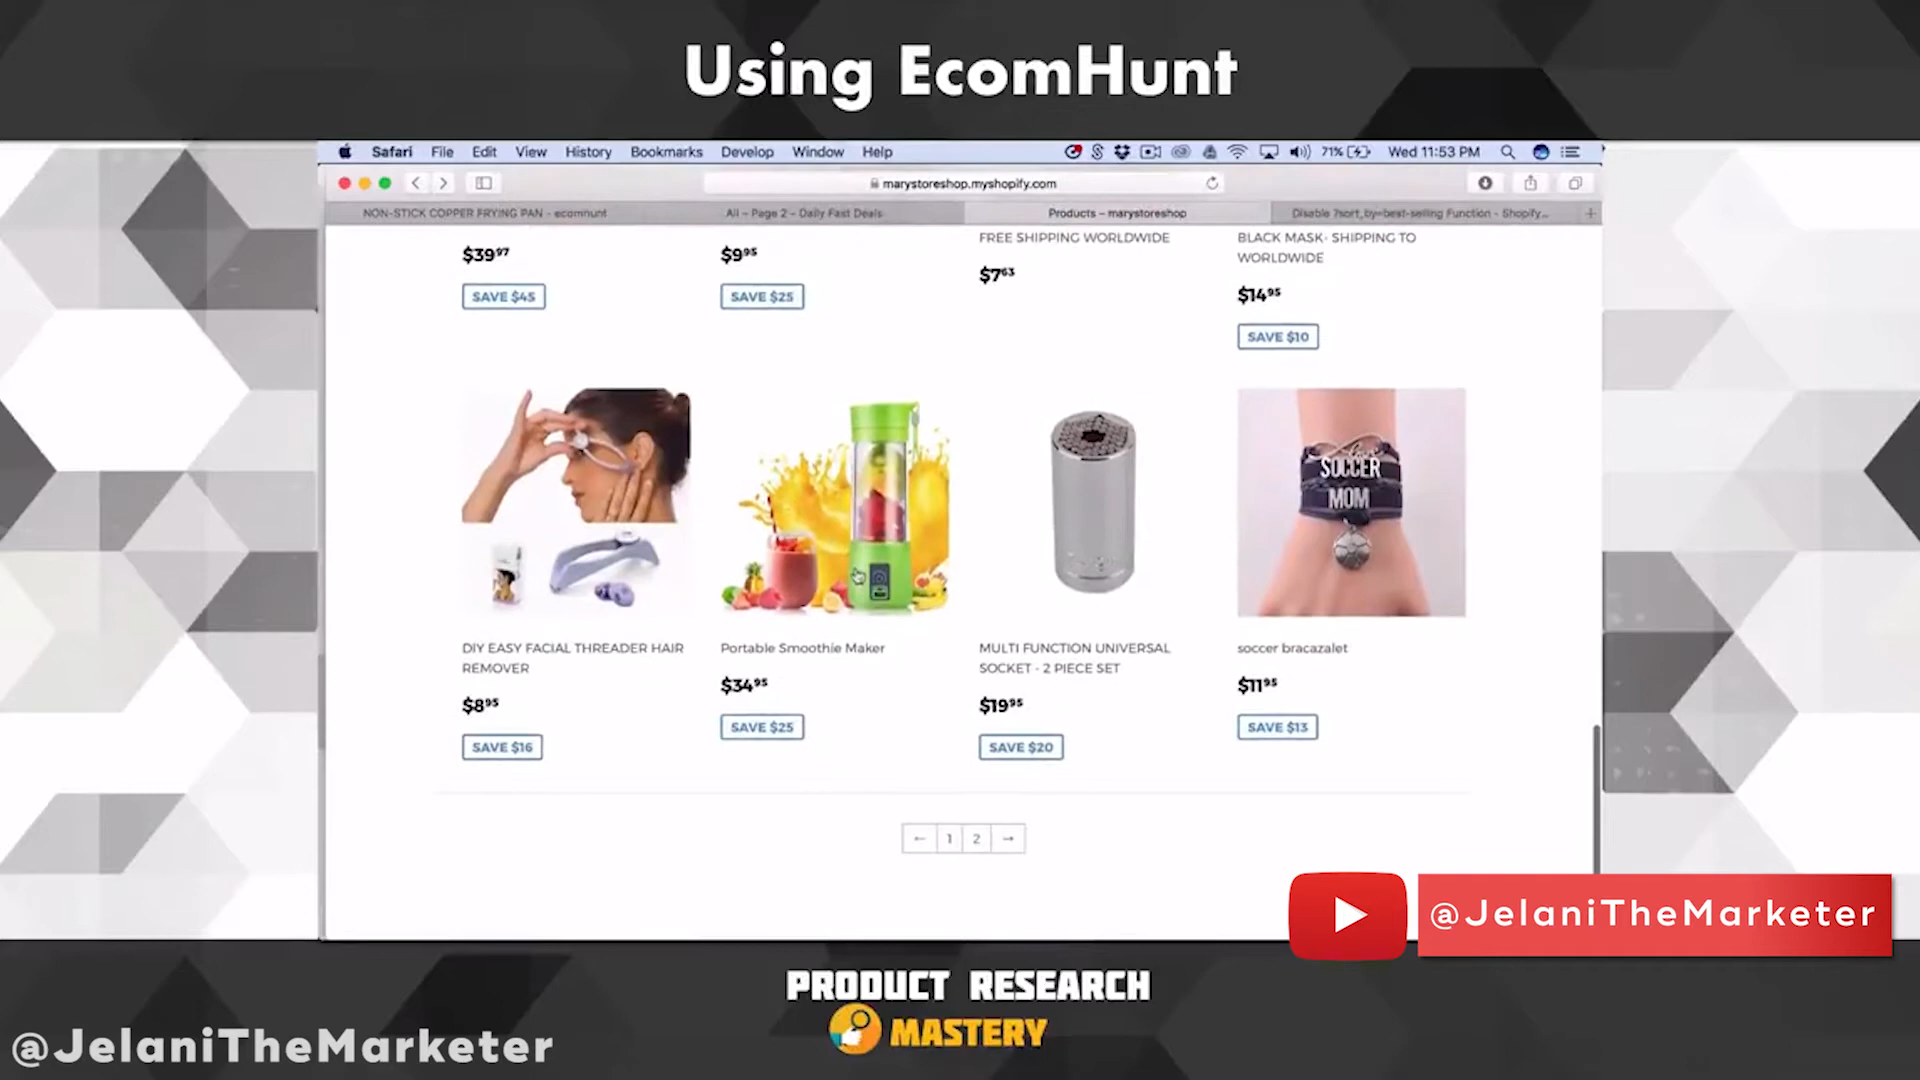 Using EcomHunt
Safari File Edit View History Bookmarks Develop Window Help 71% Wed 11:53 PM
marystoreshop.myshopify.com
NON-STICK COPPER FRYING PAN - ecomhunt
All – Page 2 – Daily Fast Deals
Products – marystoreshop
Disable ?sort_by=best-selling Function - Shopify...
$39⁹⁷
SAVE $45
$9⁹⁵
SAVE $25
FREE SHIPPING WORLDWIDE
$7⁶³
BLACK MASK- SHIPPING TO
WORLDWIDE
$14⁹⁵
SAVE $10
SOCCER
MOM
DIY EASY FACIAL THREADER HAIR
REMOVER
$8⁹⁵
SAVE $16
Portable Smoothie Maker
$34⁹⁵
SAVE $25
MULTI FUNCTION UNIVERSAL
SOCKET - 2 PIECE SET
$19⁹⁵
SAVE $20
soccer bracazalet
$11⁹⁵
SAVE $13
← 1 2 →
@JelaniTheMarketer
PRODUCT RESEARCH
MASTERY
@JelaniTheMarketer